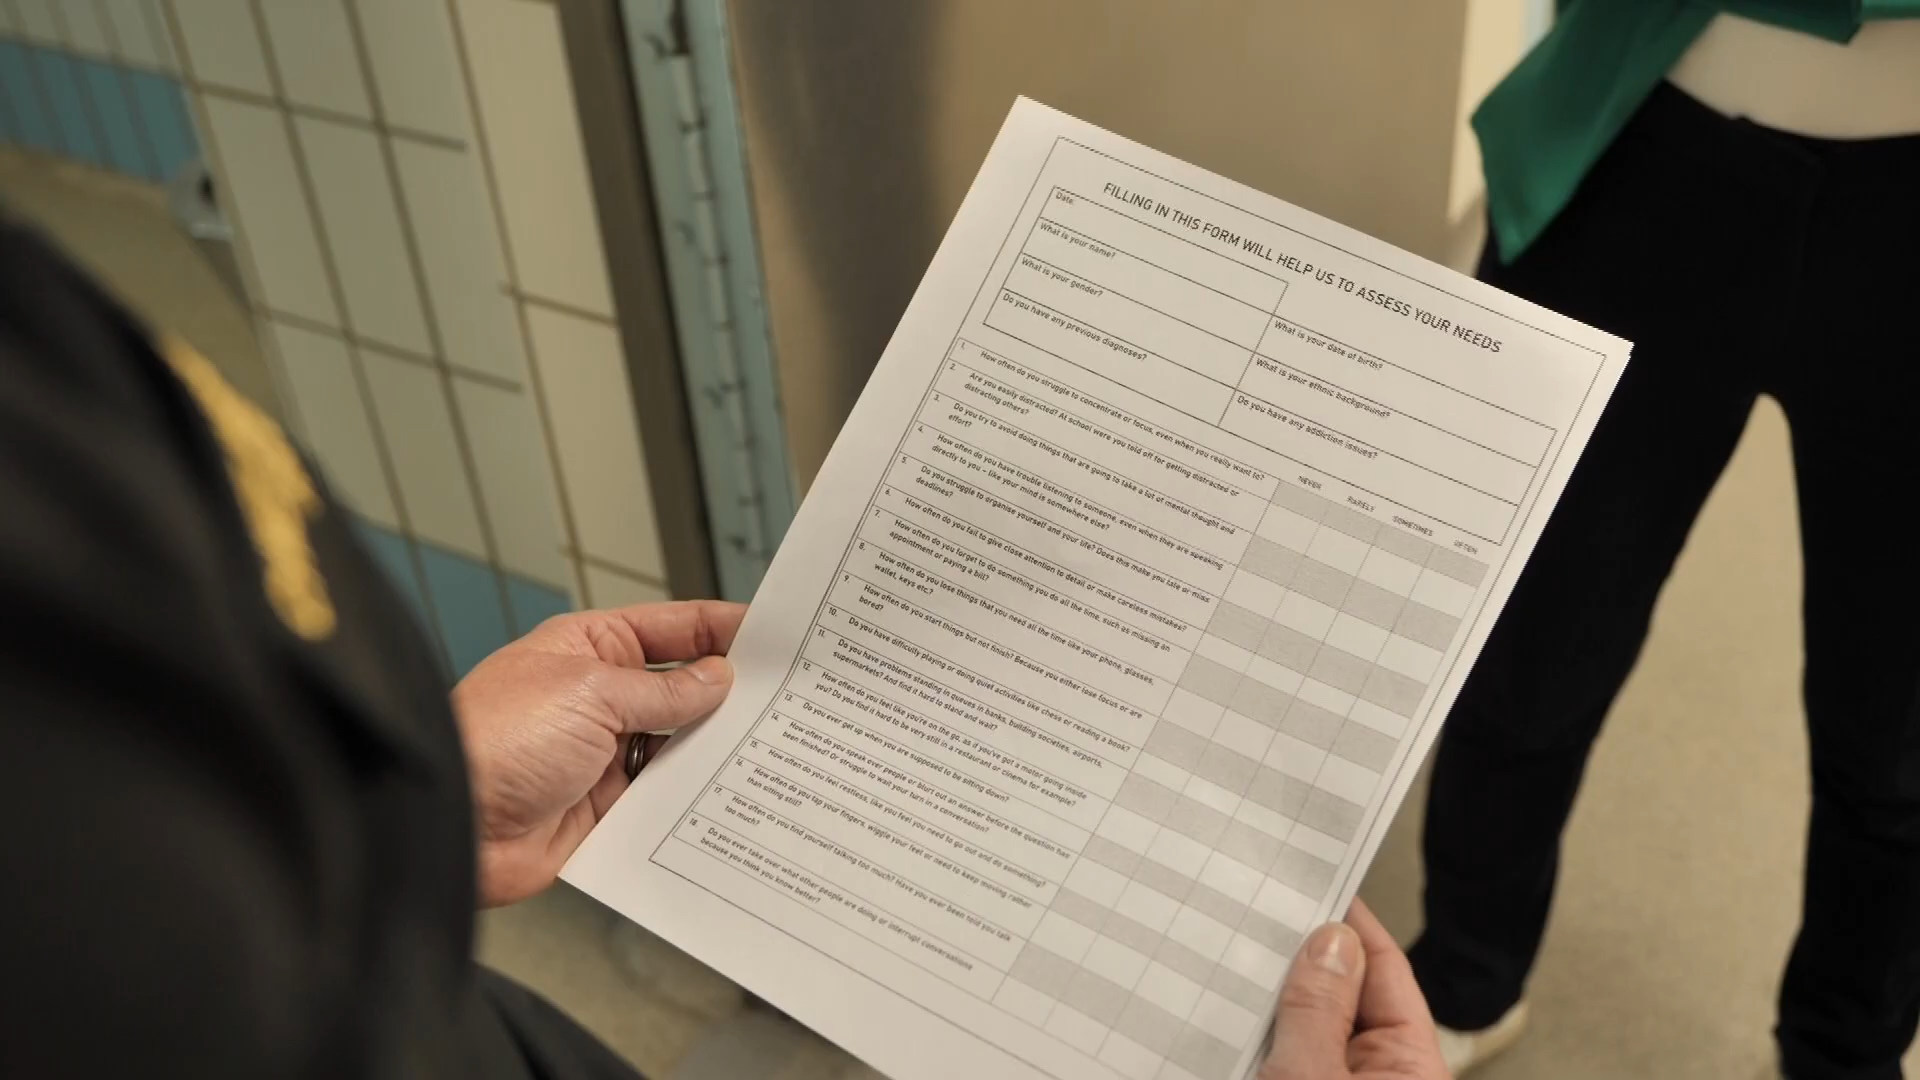 FILLING IN THIS FORM WILL HELP US TO ASSESS YOUR NEEDS
Date:
What is your name?
What is your date of birth?
What is your gender?
What is your ethnic background?
Do you have any previous diagnoses?
Do you have any addiction issues?
NEVER RARELY SOMETIMES OFTEN
1. How often do you struggle to concentrate or focus, even when you really want to?
2. Are you easily distracted? At school were you told off for getting distracted or
distracting others?
3. Do you try to avoid doing things that are going to take a lot of mental thought and
effort?
4. How often do you have trouble listening to someone, even when they are speaking
directly to you – like your mind is somewhere else?
5. Do you struggle to organise yourself and your life? Does this make you late or miss
deadlines?
6. How often do you fail to give close attention to detail or make careless mistakes?
7. How often do you forget to do something you do all the time, such as missing an
appointment or paying a bill?
8. How often do you lose things that you need all the time like your phone, glasses,
wallet, keys etc.?
9. How often do you start things but not finish? Because you either lose focus or are
bored?
10. Do you have difficulty playing or doing quiet activities like chess or reading a book?
11. Do you have problems standing in queues in banks, building societies, airports,
supermarkets? And find it hard to stand and wait?
12. How often do you feel like you're on the go, as if you've got a motor going inside
you? Do you find it hard to be very still in a restaurant or cinema for example?
13. Do you ever get up when you are supposed to be sitting down?
14. How often do you speak over people or blurt out an answer before the question has
been finished? Or struggle to wait your turn in a conversation?
15. How often do you feel restless, like you feel you need to go out and do something?
16. How often do you tap your fingers, wiggle your feet or need to keep moving rather
than sitting still?
17. How often do you find yourself talking too much? Have you ever been told you talk
too much?
18. Do you ever take over what other people are doing or interrupt conversations
because you think you know better?